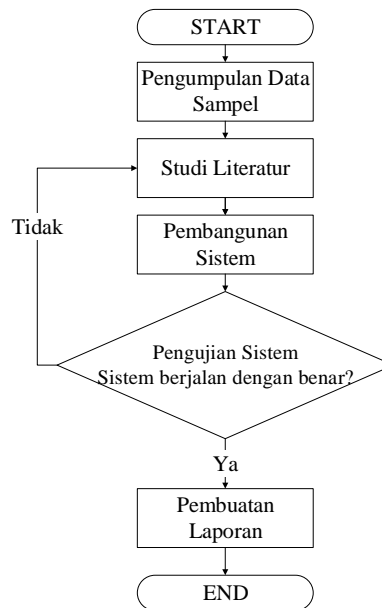 START
Pengumpulan Data
Sampel
Studi Literatur
Tidak
Pembangunan
Sistem
Pengujian Sistem
Sistem berjalan dengan benar?
Ya
Pembuatan
Laporan
END